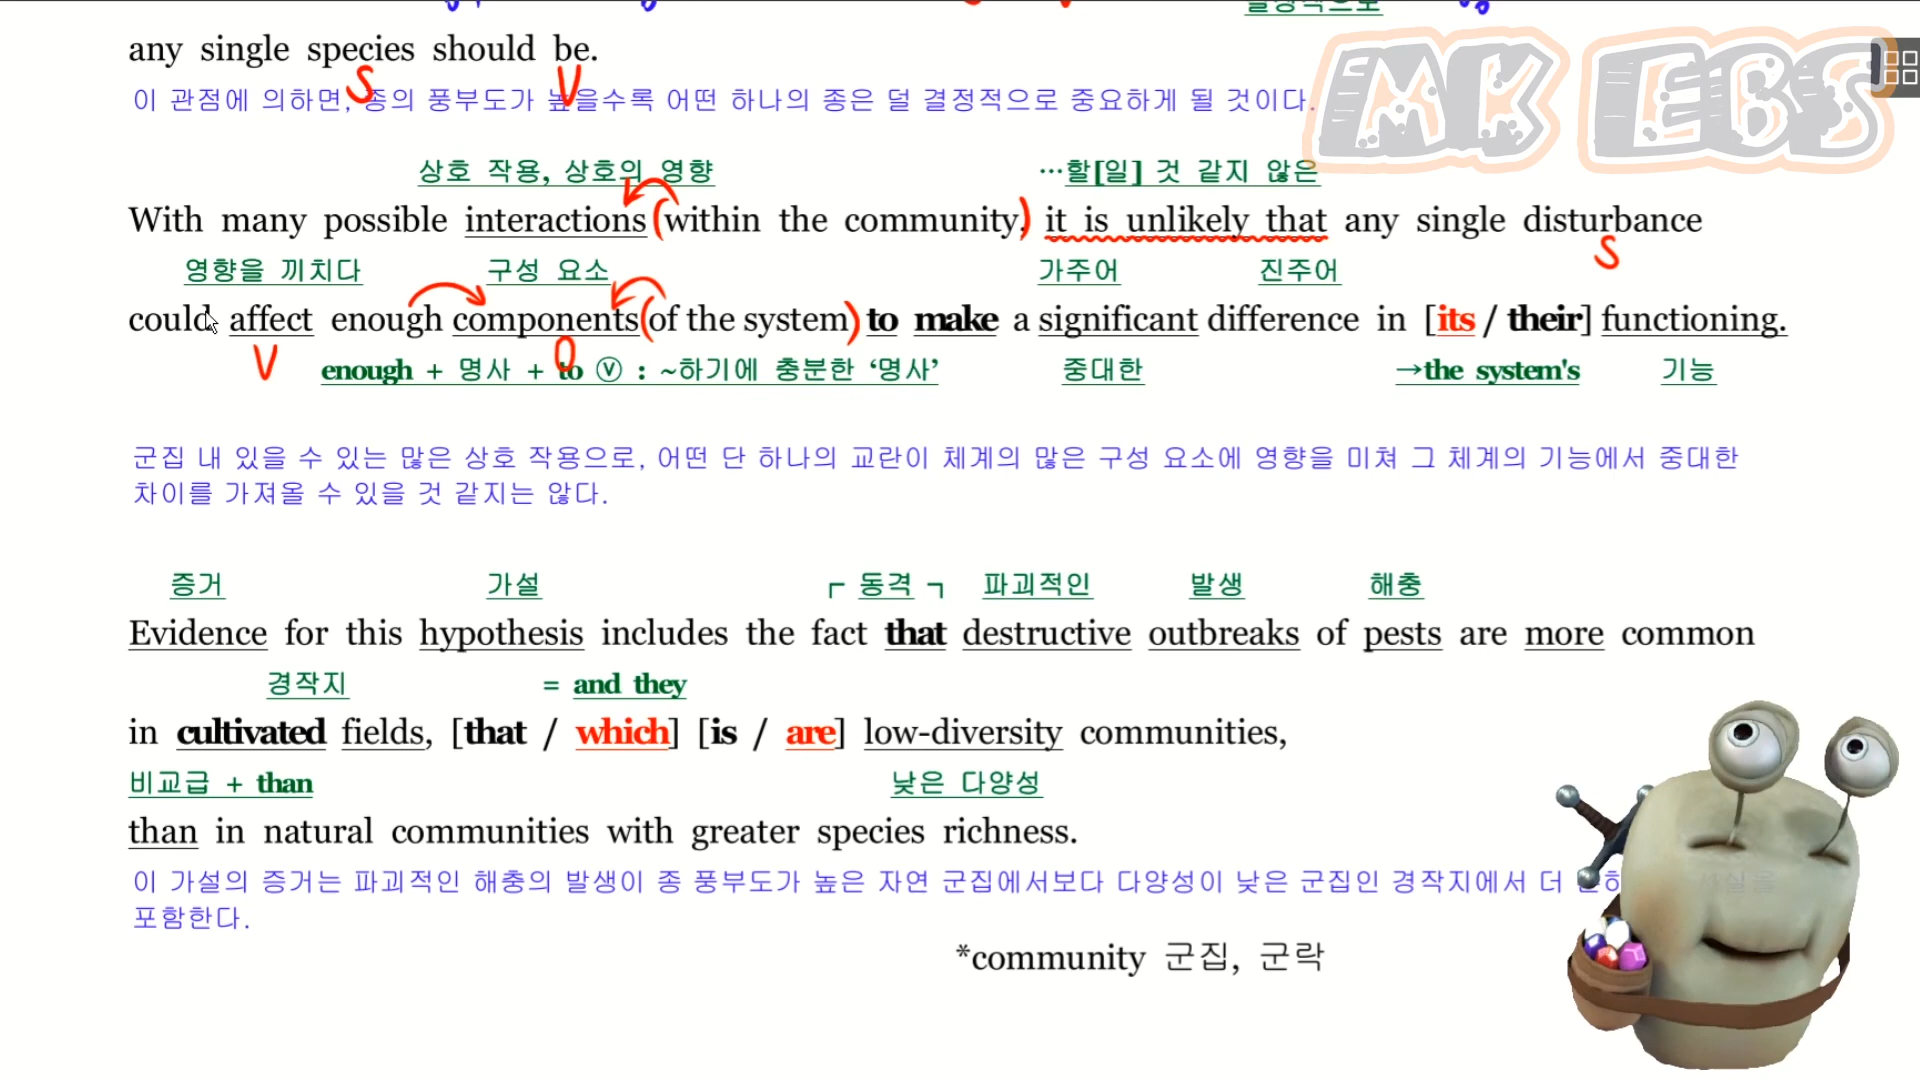 결정적으로
any single species should be.
S V
이 관점에 의하면, 종의 풍부도가 높을수록 어떤 하나의 종은 덜 결정적으로 중요하게 될 것이다.
MK EBS
상호 작용, 상호의 영향 …할[일] 것 같지 않은
With many possible interactions (within the community,) it is unlikely that any single disturbance
S
영향을 끼치다 구성 요소 가주어 진주어
could affect enough components (of the system) to make a significant difference in [its / their] functioning.
V O
enough + 명사 + to ⓥ : ~하기에 충분한 ‘명사’ 중대한 →the system's 기능
군집 내 있을 수 있는 많은 상호 작용으로, 어떤 단 하나의 교란이 체계의 많은 구성 요소에 영향을 미쳐 그 체계의 기능에서 중대한
차이를 가져올 수 있을 것 같지는 않다.
증거 가설 ┌ 동격 ┐ 파괴적인 발생 해충
Evidence for this hypothesis includes the fact that destructive outbreaks of pests are more common
경작지 = and they
in cultivated fields, [that / which] [is / are] low-diversity communities,
비교급 + than 낮은 다양성
than in natural communities with greater species richness.
이 가설의 증거는 파괴적인 해충의 발생이 종 풍부도가 높은 자연 군집에서보다 다양성이 낮은 군집인 경작지에서 더 사실을
포함한다.
*community 군집, 군락